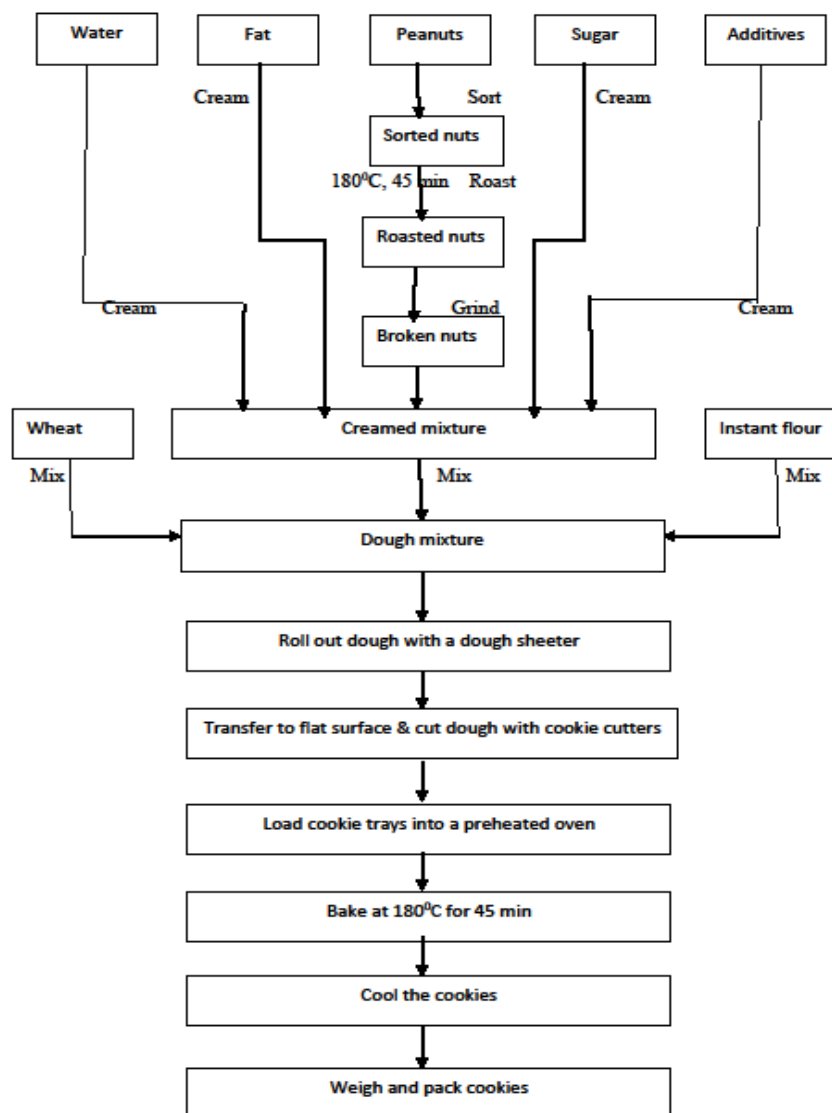 Water
Fat
Peanuts
Sugar
Additives
Cream
Sort
Cream
Sorted nuts
180⁰C, 45 min Roast
Roasted nuts
Cream
Grind
Cream
Broken nuts
Wheat
Creamed mixture
Instant flour
Mix
Mix
Mix
Dough mixture
Roll out dough with a dough sheeter
Transfer to flat surface & cut dough with cookie cutters
Load cookie trays into a preheated oven
Bake at 180⁰C for 45 min
Cool the cookies
Weigh and pack cookies